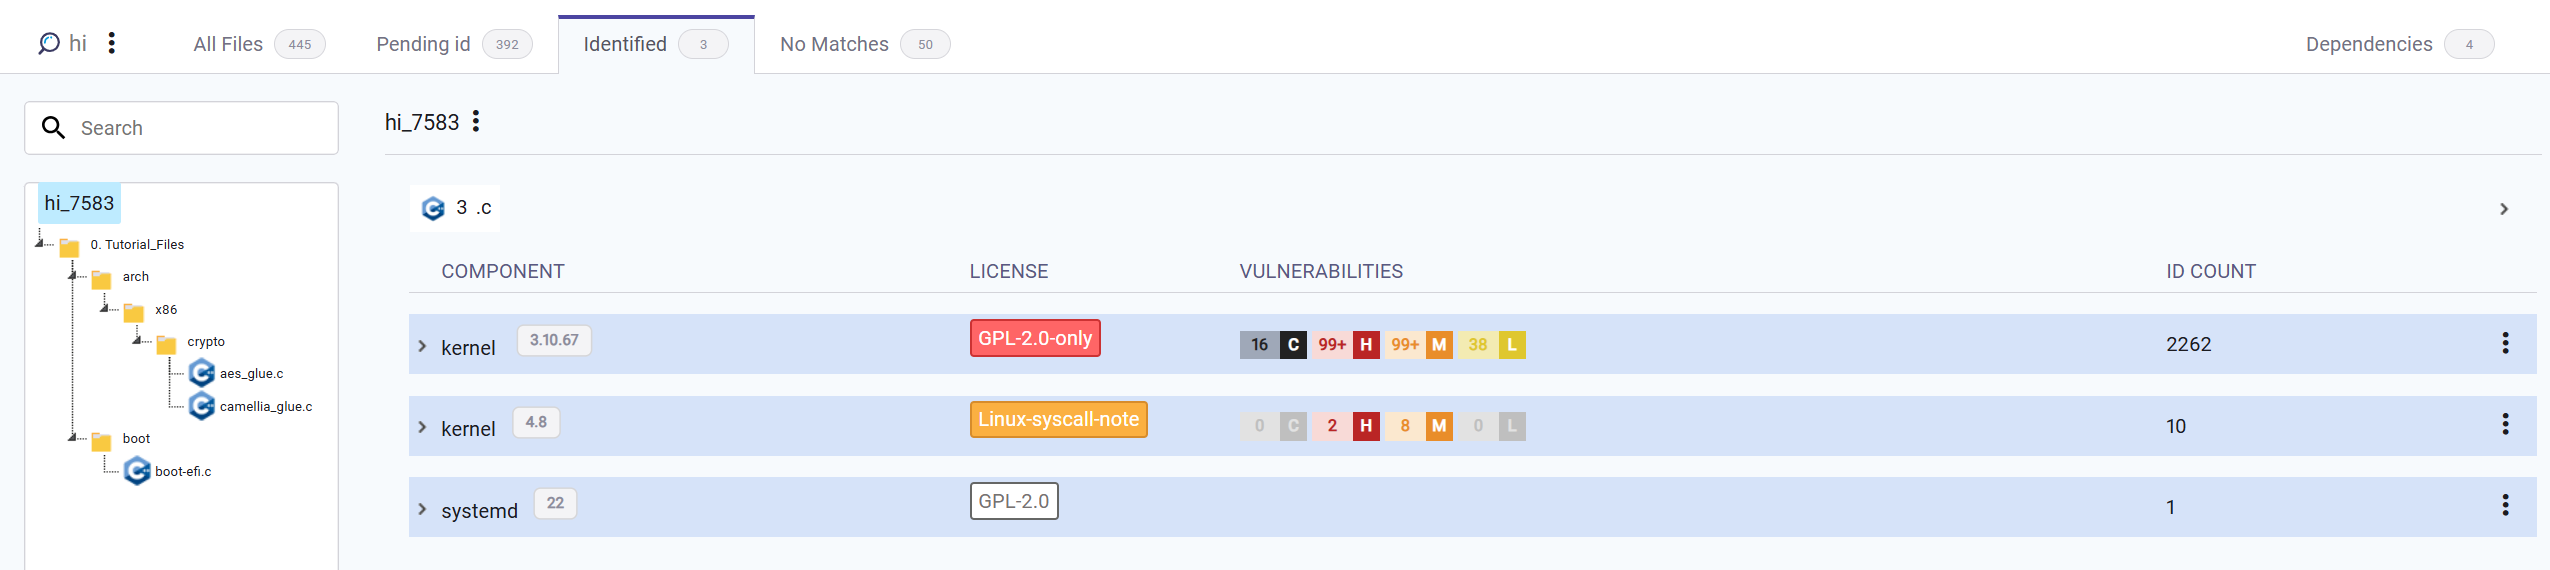 hi All Files 445 Pending id 392 Identified 3 No Matches 50 Dependencies 4
Search
hi_7583
hi_7583
0. Tutorial_Files
arch
x86
crypto
aes_glue.c
camellia_glue.c
boot
boot-efi.c
3 .c
COMPONENT LICENSE VULNERABILITIES ID COUNT
kernel 3.10.67 GPL-2.0-only 16 C 99+ H 99+ M 38 L 2262
kernel 4.8 Linux-syscall-note 0 C 2 H 8 M 0 L 10
systemd 22 GPL-2.0 1